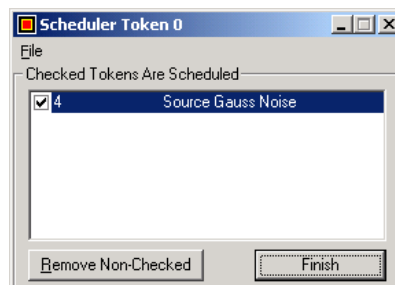 Scheduler Token 0
File
Checked Tokens Are Scheduled
4 Source Gauss Noise
Remove Non-Checked Finish